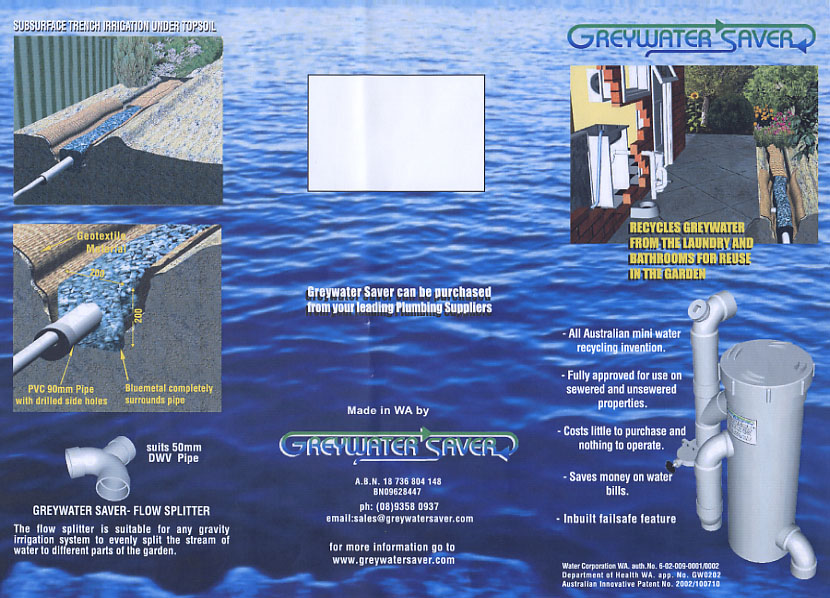 SUBSURFACE TRENCH IRRIGATION UNDER TOPSOIL
Geotextile
Material
200
200
PVC 90mm Pipe
with drilled side holes
Bluemetal completely
surrounds pipe
suits 50mm
DWV Pipe
GREYWATER SAVER- FLOW SPLITTER
The flow splitter is suitable for any gravity
irrigation system to evenly split the stream of
water to different parts of the garden.
Greywater Saver can be purchased
from your leading Plumbing Suppliers
Made in WA by
GREYWATER SAVER
A.B.N. 18 736 804 148
BN09628447
ph: (08)9358 0937
email:sales@greywatersaver.com
for more information go to
www.greywatersaver.com
GREYWATER SAVER
RECYCLES GREYWATER
FROM THE LAUNDRY AND
BATHROOMS FOR REUSE
IN THE GARDEN
- All Australian mini water
recycling invention.
- Fully approved for use on
sewered and unsewered
properties.
- Costs little to purchase and
nothing to operate.
- Saves money on water
bills.
- Inbuilt failsafe feature
Water Corporation WA. auth.No. 6-02-009-0001/0002
Department of Health WA. app. No. GW0202
Australian Innovative Patent No. 2002/100710